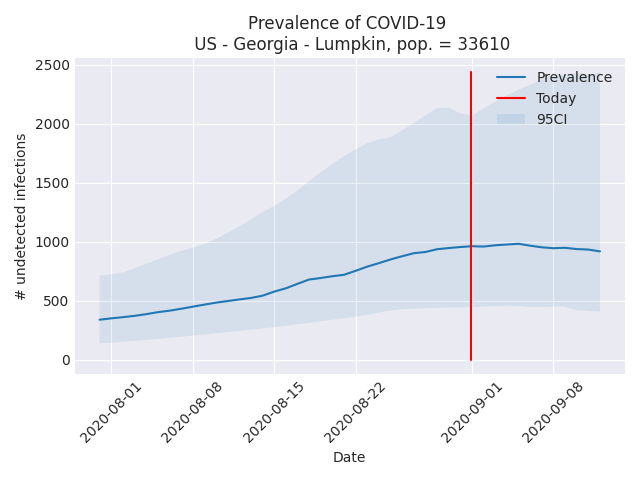 Prevalence of COVID-19
US - Georgia - Lumpkin, pop. = 33610
2500
2000
1500
1000
500
0
# undetected infections
Prevalence
Today
95CI
2020-08-01
2020-08-08
2020-08-15
2020-08-22
2020-09-01
2020-09-08
Date